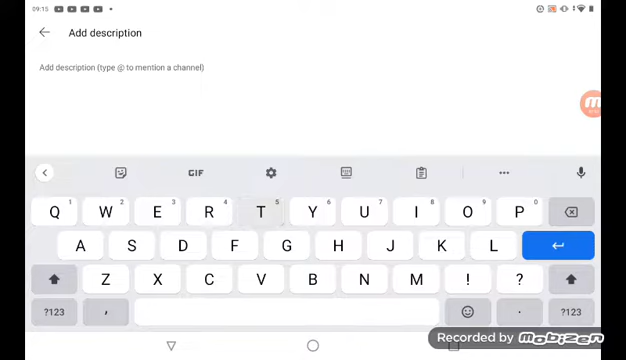 09:15
Add description
Add description (type @ to mention a channel)
GIF
Q 1 W 2 E 3 R 4 T 5 Y 6 U 7 I 8 O 9 P 0
A S D F G H J K L
Z X C V B N M ! ?
?123 , . ?123
Recorded by mobizen